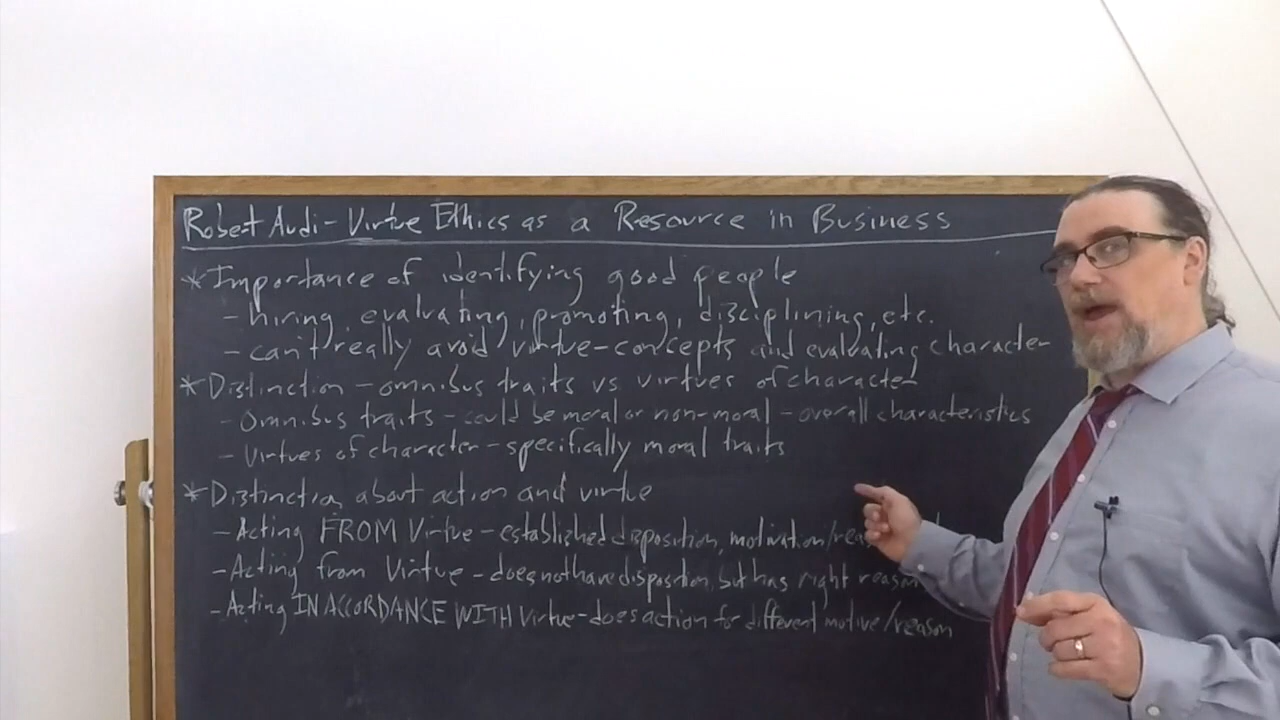 Robert Audi - Virtue Ethics as a Resource in Business
* Importance of identifying good people
- hiring, evaluating, promoting, disciplining, etc.
- can't really avoid virtue-concepts and evaluating character
* Distinction - omnibus traits vs virtues of character
- Omnibus traits - could be moral or non-moral - overall characteristics
- Virtues of character - specifically moral traits
* Distinction about action and virtue
- Acting FROM Virtue - established disposition, motivation/
- Acting from Virtue - does not have disposition, but has right reason
- Acting IN ACCORDANCE WITH Virtue - does action for different motive/reason